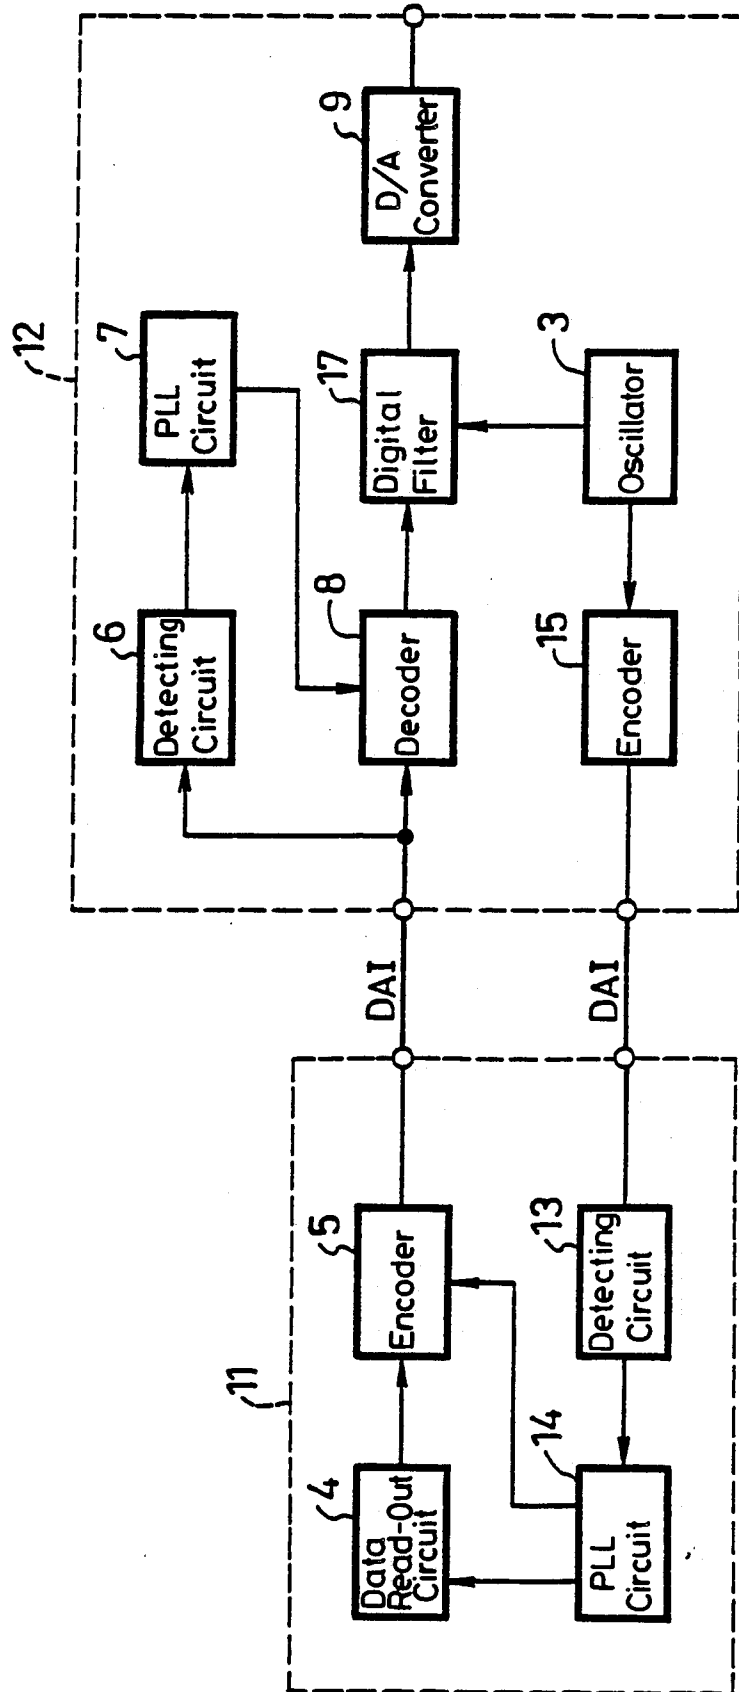 12
6
Detecting
Circuit
7
PLL
Circuit
11
4
Data
Read-Out
Circuit
5
Encoder
DAI
8
Decoder
17
Digital
Filter
9
D/A
Converter
14
PLL
Circuit
13
Detecting
Circuit
DAI
15
Encoder
3
Oscillator